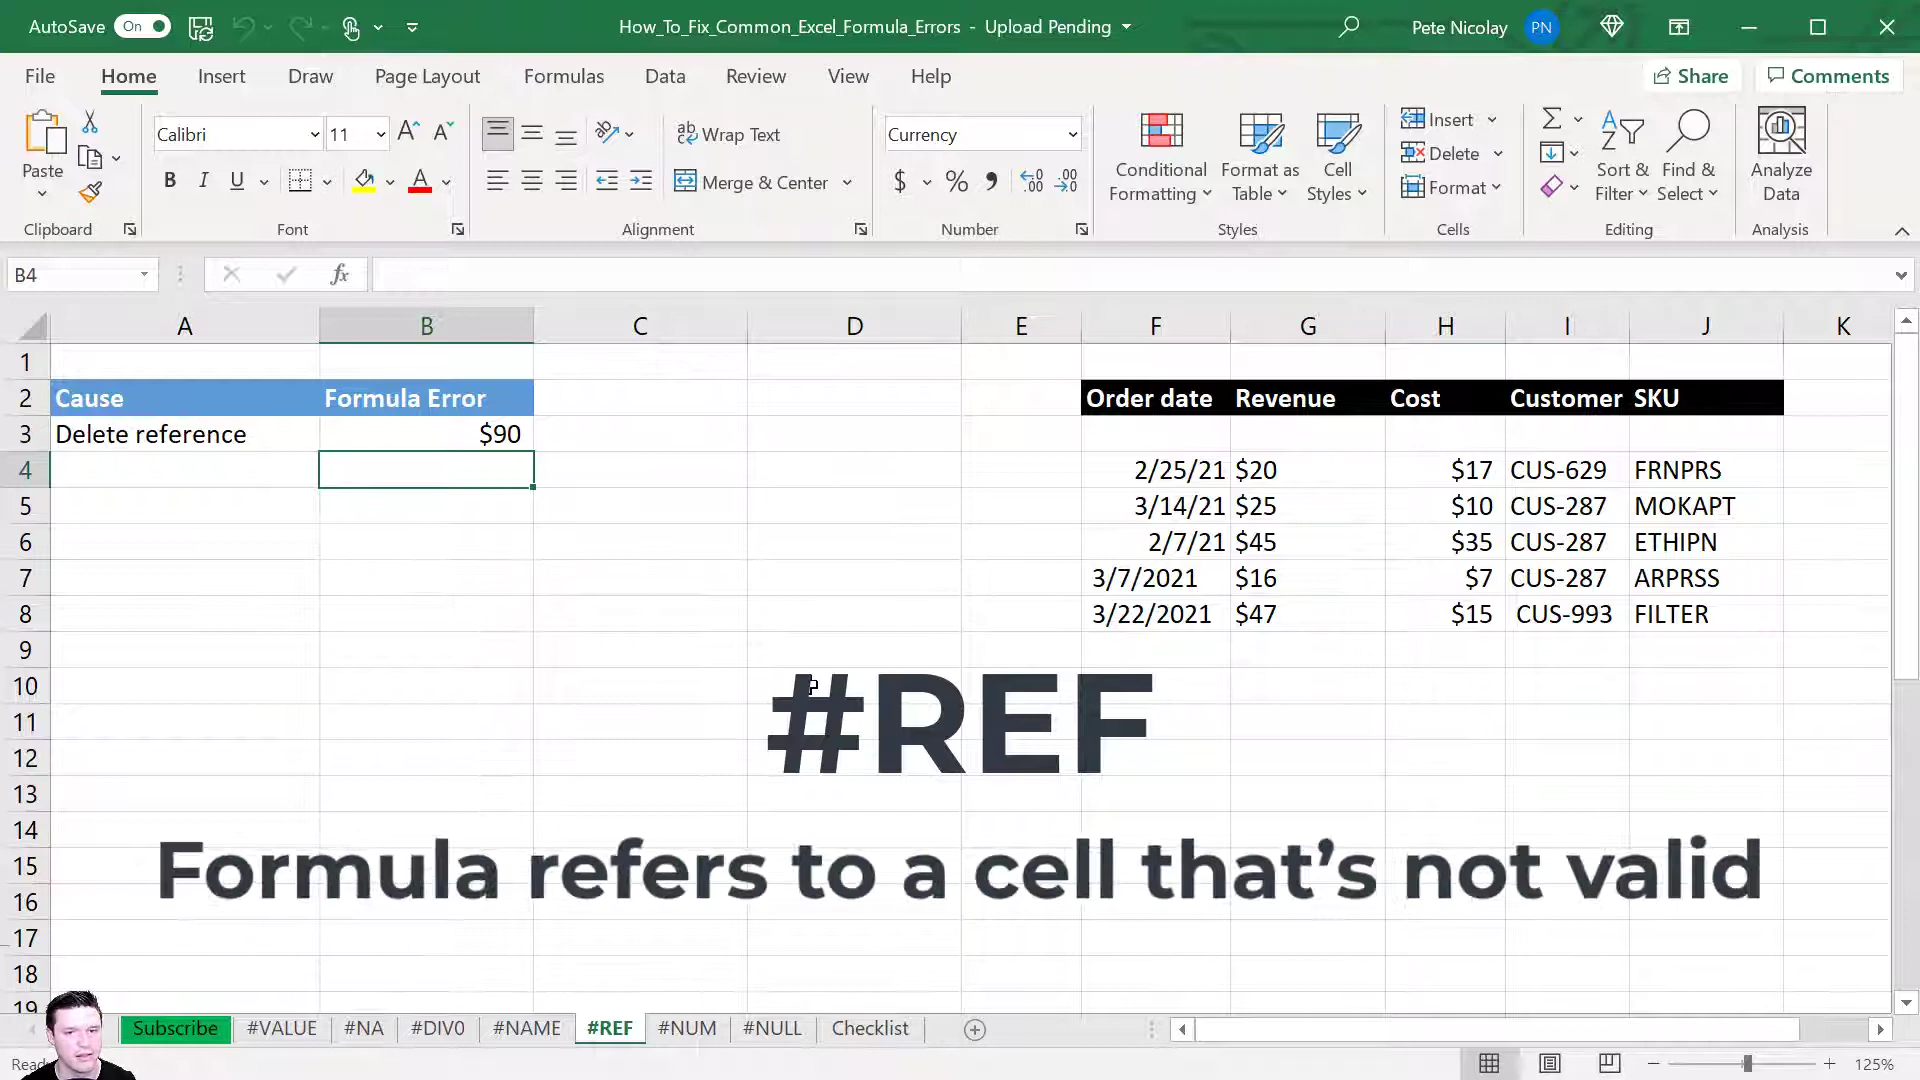 AutoSave On How_To_Fix_Common_Excel_Formula_Errors - Upload Pending Pete Nicolay PN
File Home Insert Draw Page Layout Formulas Data Review View Help Share Comments
Calibri 11 ab Wrap Text Currency Insert
Paste B I U Merge & Center $ % Conditional Formatting Format as Table Cell Styles Delete Format Sort & Filter Find & Select Analyze Data
Clipboard Font Alignment Number Styles Cells Editing Analysis
B4 fx
A B C D E F G H I J K
1
2 Cause Formula Error Order date Revenue Cost Customer SKU
3 Delete reference $90
4 2/25/21 $20 $17 CUS-629 FRNPRS
5 3/14/21 $25 $10 CUS-287 MOKAPT
6 2/7/21 $45 $35 CUS-287 ETHIPN
7 3/7/2021 $16 $7 CUS-287 ARPRSS
8 3/22/2021 $47 $15 CUS-993 FILTER
9
10
11
12
13
14
15
16
17
18
19
#REF
Formula refers to a cell that’s not valid
Subscribe #VALUE #NA #DIV0 #NAME #REF #NUM #NULL Checklist
125%